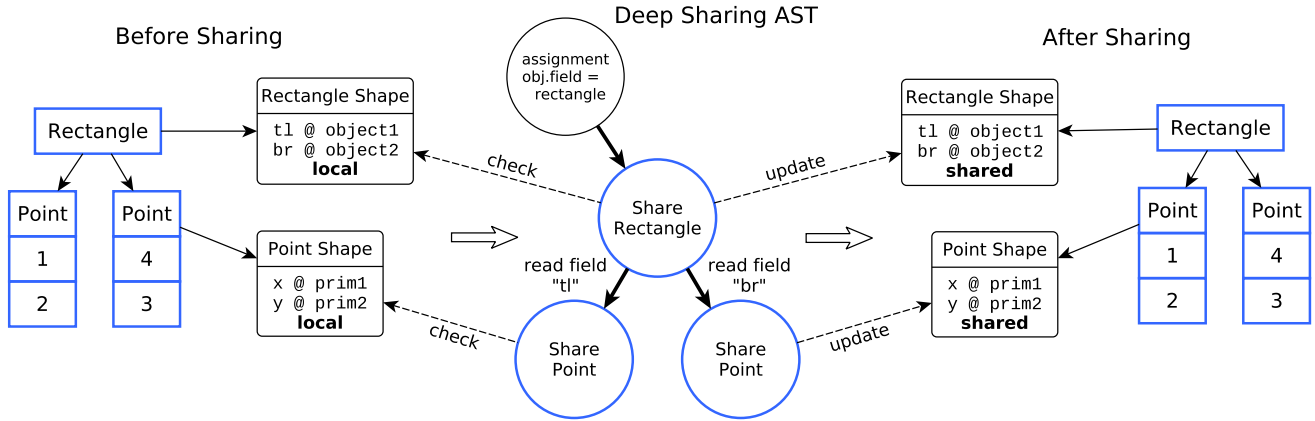 Before Sharing
Deep Sharing AST
After Sharing
Rectangle
Point
1
2
Point
4
3
Rectangle Shape
tl @ object1
br @ object2
local
Point Shape
x @ prim1
y @ prim2
local
check
check
assignment
obj.field =
rectangle
Share
Rectangle
read field
"tl"
read field
"br"
Share
Point
Share
Point
update
update
Rectangle Shape
tl @ object1
br @ object2
shared
Point Shape
x @ prim1
y @ prim2
shared
Rectangle
Point
1
2
Point
4
3